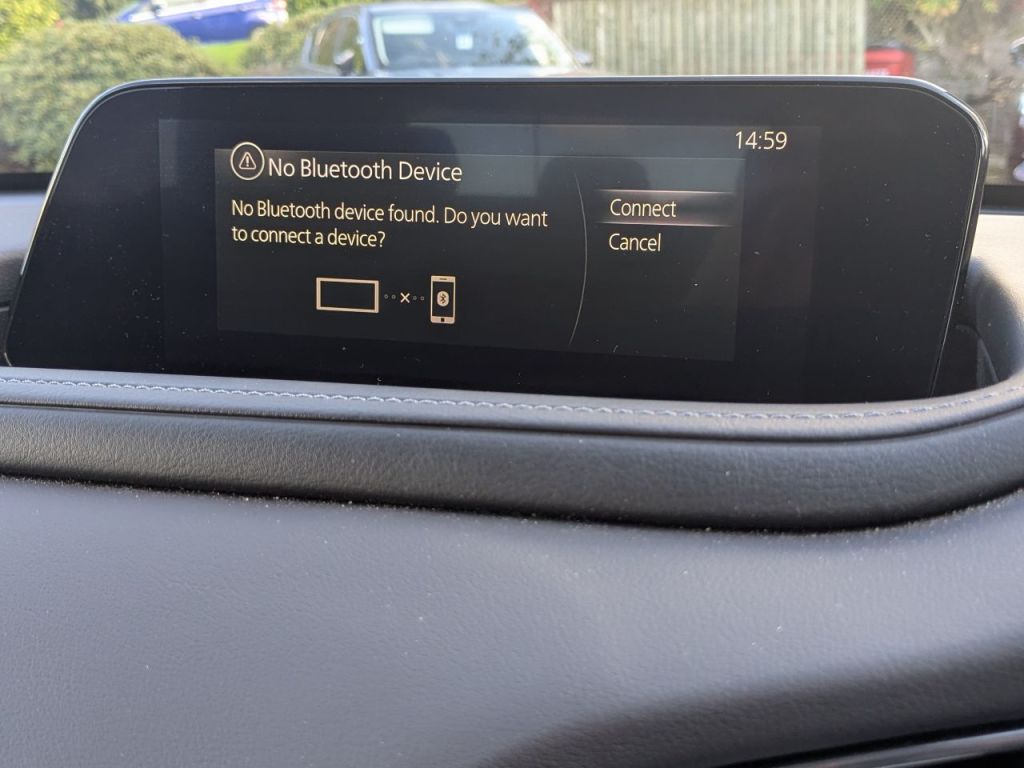 14:59
No Bluetooth Device
No Bluetooth device found. Do you want
to connect a device?
Connect
Cancel